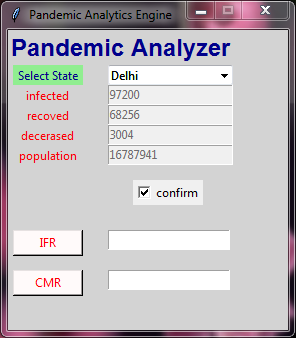 Pandemic Analytics Engine
Pandemic Analyzer
Select State Delhi
infected 97200
recoved 68256
decerased 3004
population 16787941
confirm
IFR
CMR